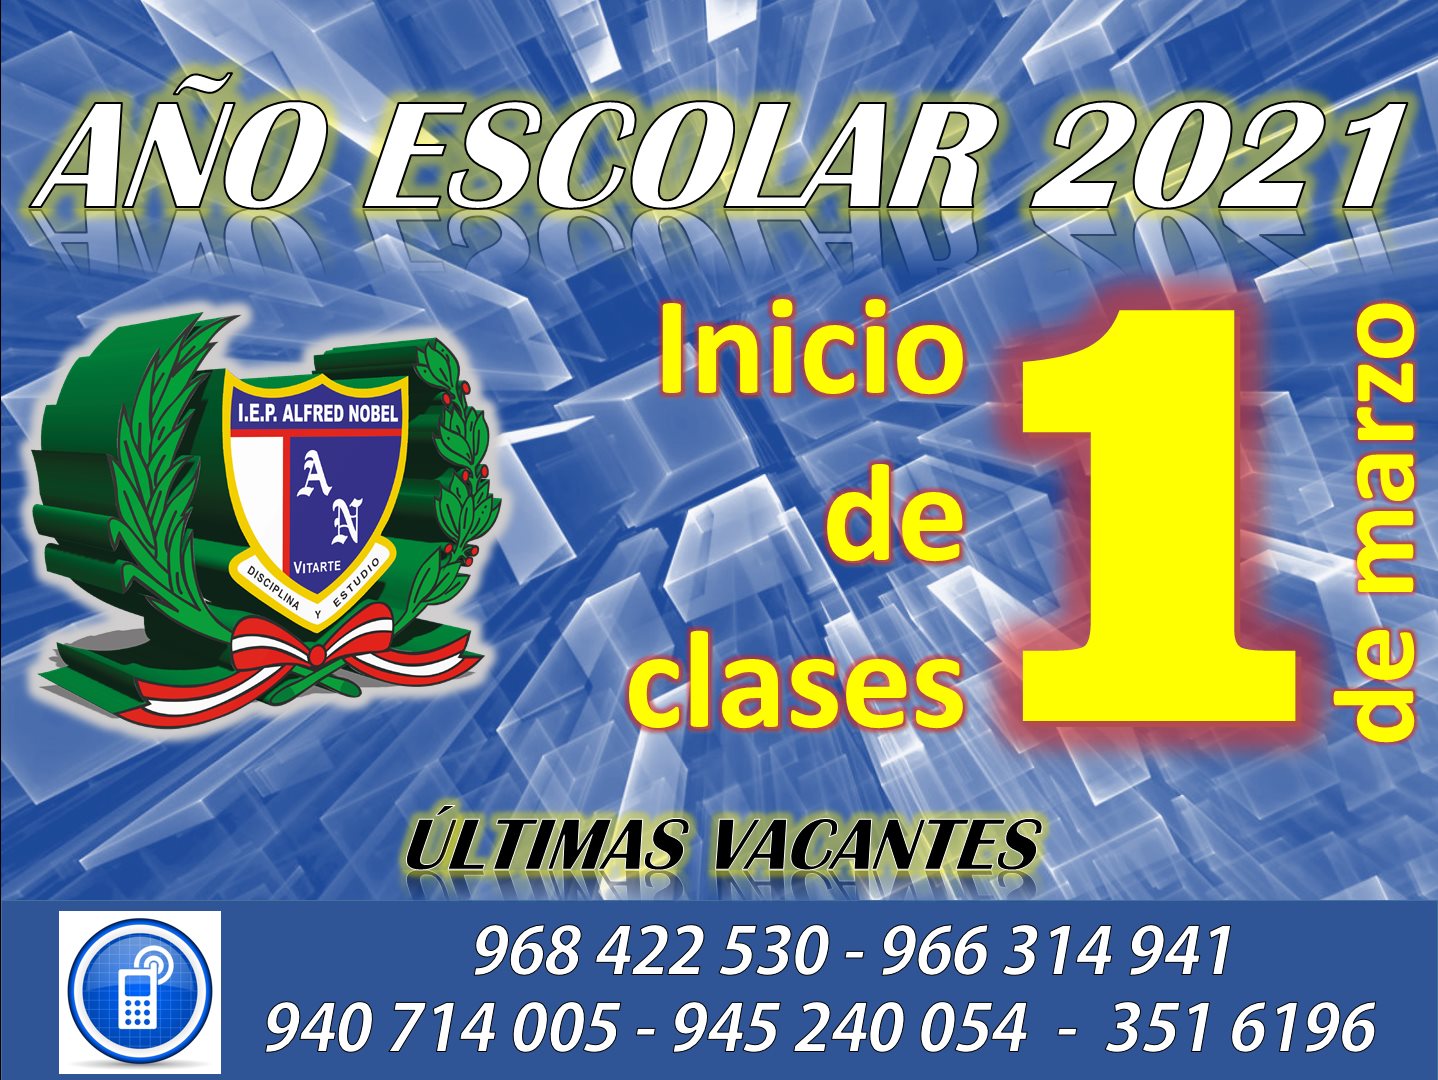 AÑO ESCOLAR 2021
I.E.P. ALFRED NOBEL
A
N
VITARTE
DISCIPLINA Y ESTUDIO
Inicio
de
clases
1
de marzo
ÚLTIMAS VACANTES
968 422 530 - 966 314 941
940 714 005 - 945 240 054 - 351 6196